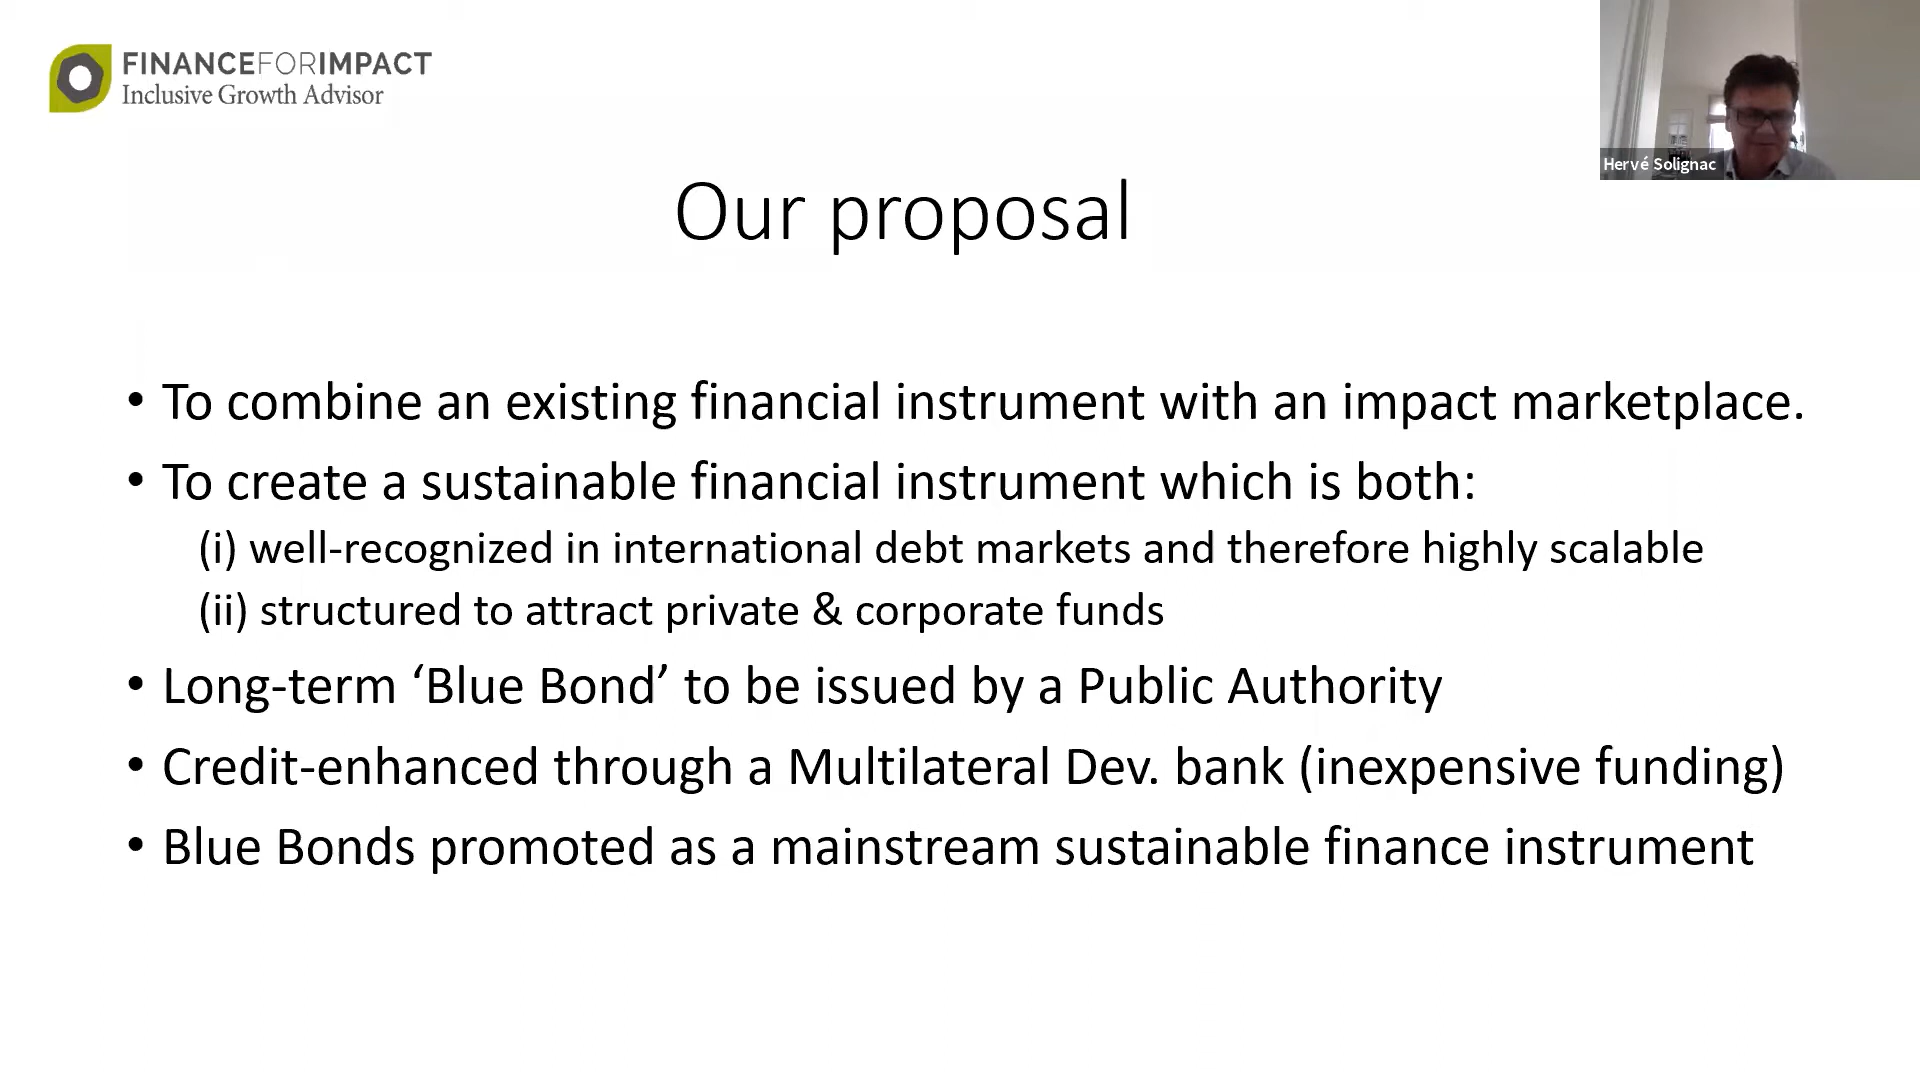 FINANCEFORIMPACT
Inclusive Growth Advisor
Hervé Solignac
Our proposal
• To combine an existing financial instrument with an impact marketplace.
• To create a sustainable financial instrument which is both:
(i) well-recognized in international debt markets and therefore highly scalable
(ii) structured to attract private & corporate funds
• Long-term ‘Blue Bond’ to be issued by a Public Authority
• Credit-enhanced through a Multilateral Dev. bank (inexpensive funding)
• Blue Bonds promoted as a mainstream sustainable finance instrument